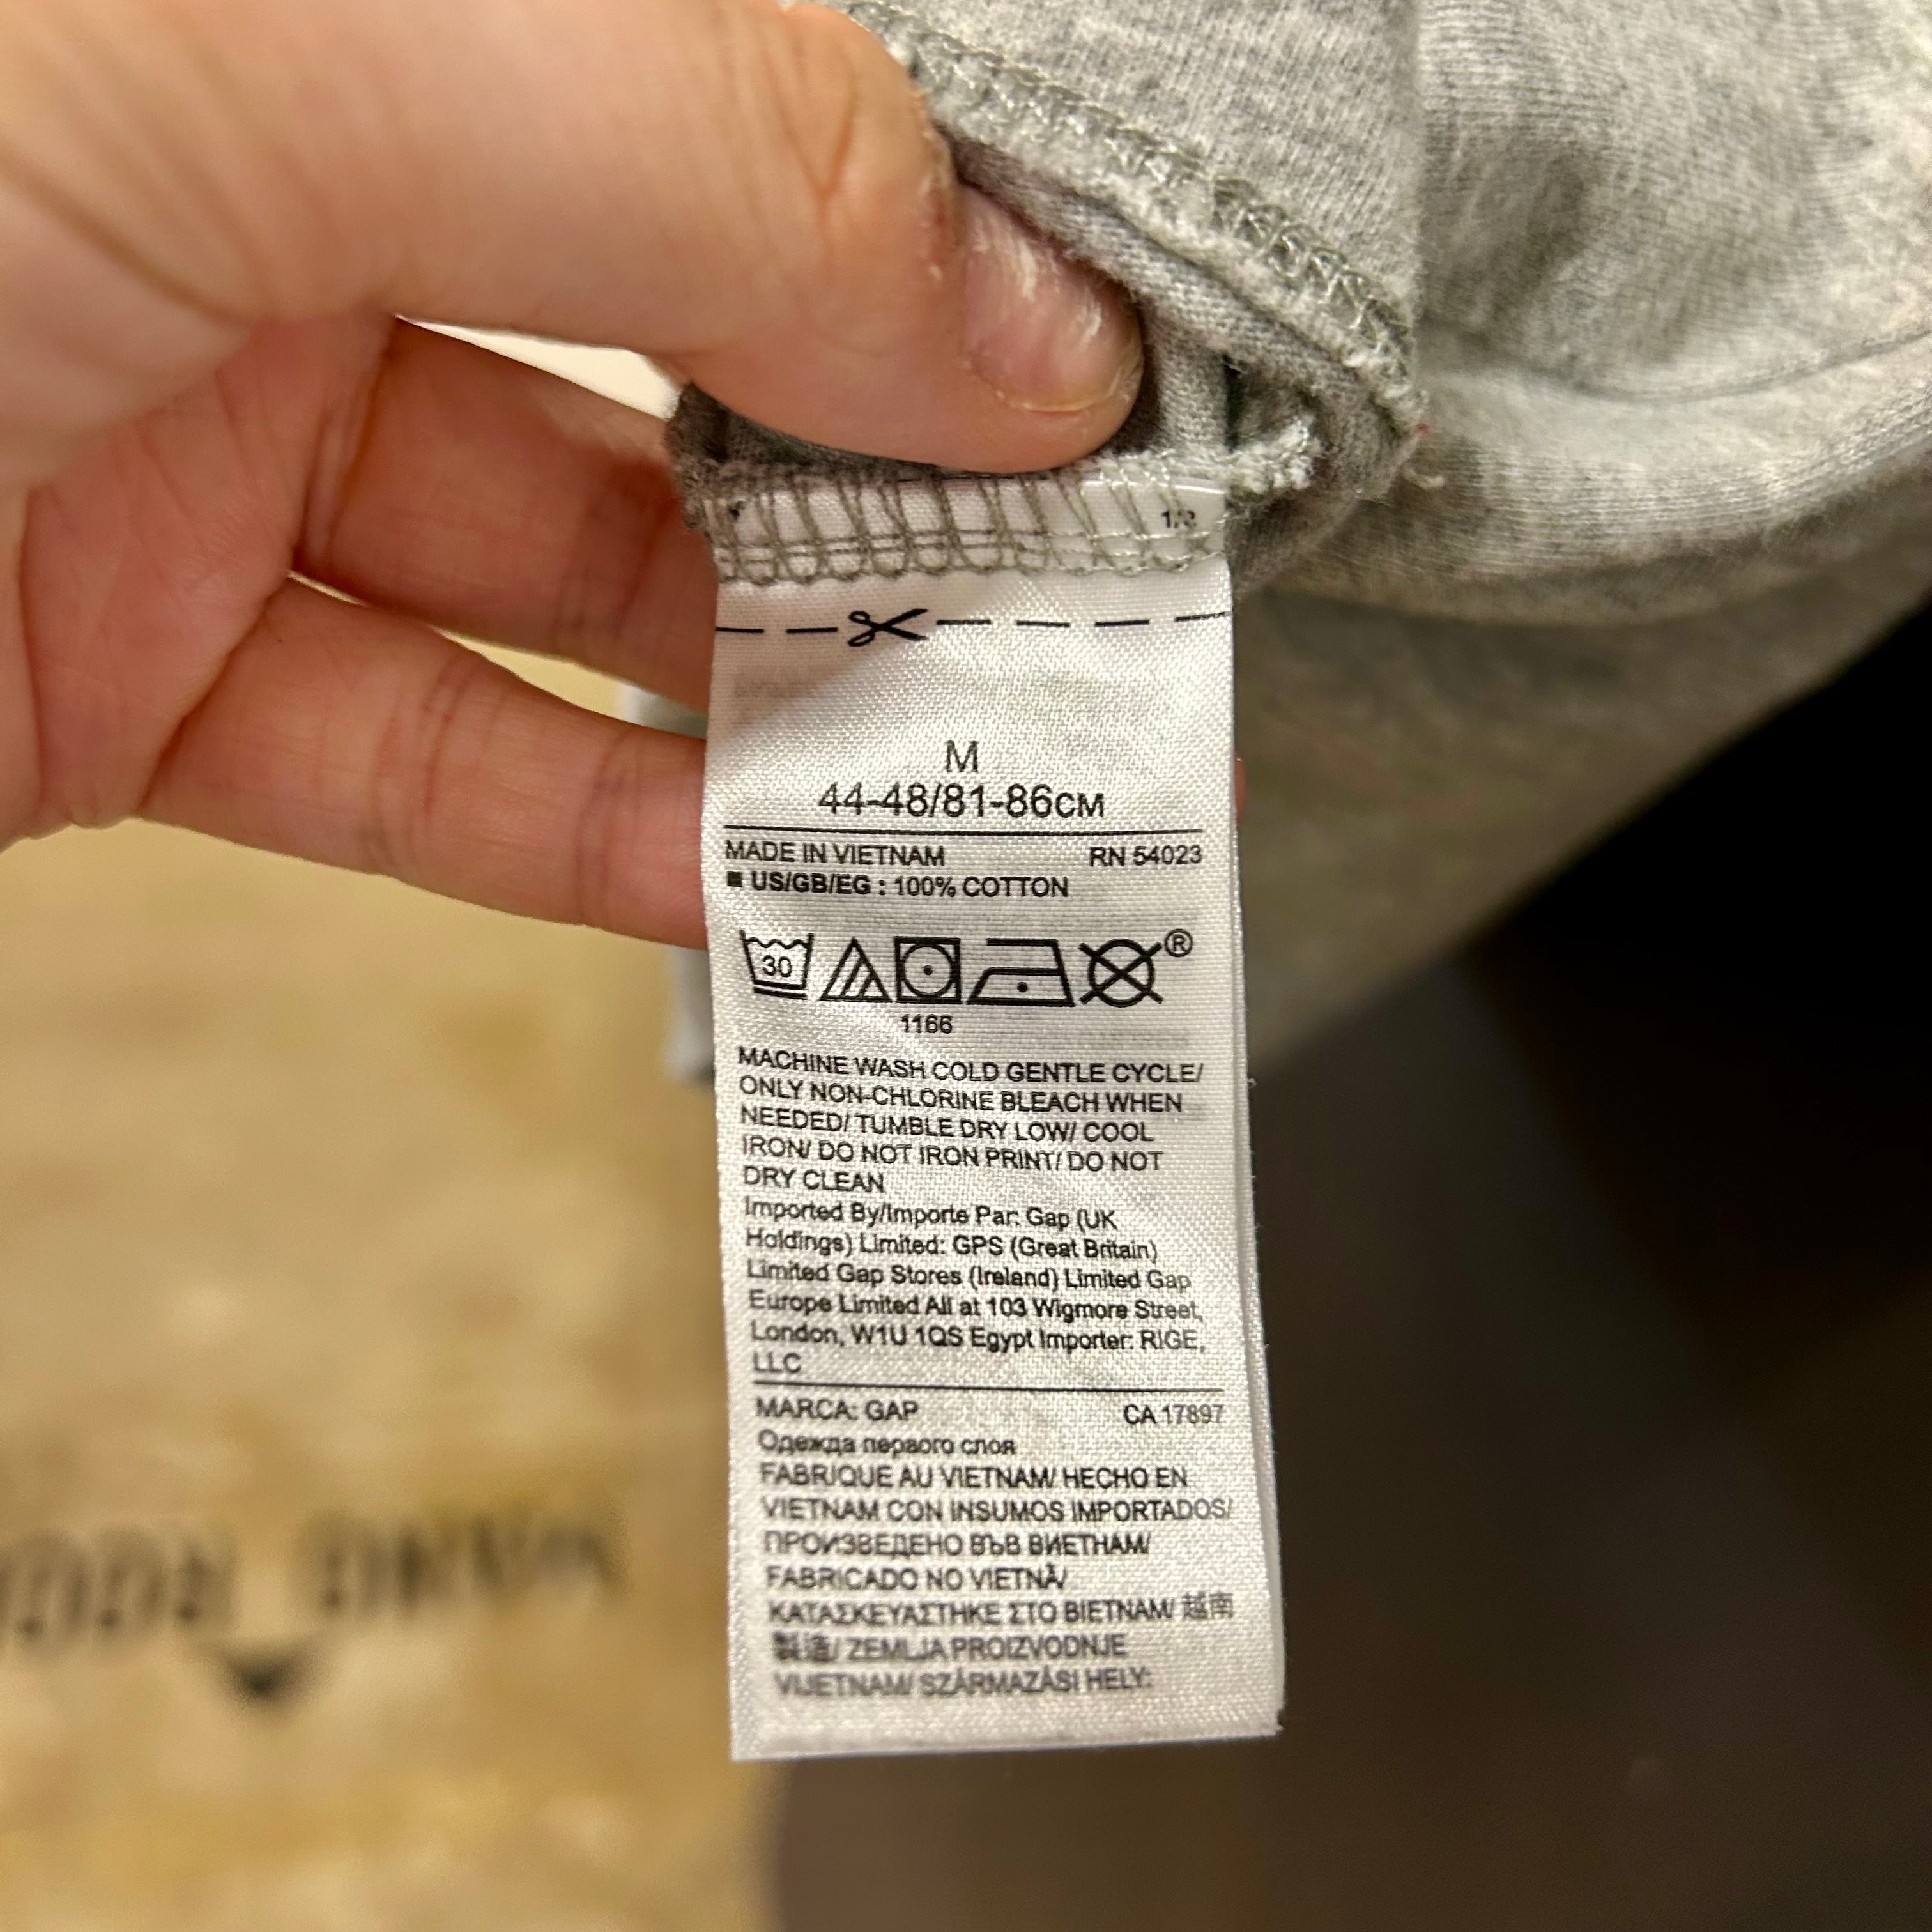 M
44-48/81-86CM
MADE IN VIETNAM RN 54023
■ US/GB/EG : 100% COTTON
30 ®
1166
MACHINE WASH COLD GENTLE CYCLE/
ONLY NON-CHLORINE BLEACH WHEN
NEEDED/ TUMBLE DRY LOW/ COOL
IRON/ DO NOT IRON PRINT/ DO NOT
DRY CLEAN
Imported By/Importe Par: Gap (UK
Holdings) Limited: GPS (Great Britain)
Limited Gap Stores (Ireland) Limited Gap
Europe Limited All at 103 Wigmore Street,
London, W1U 1QS Egypt Importer: RIGE,
LLC
MARCA: GAP CA 17897
Одежда первого слоя
FABRIQUE AU VIETNAM/ HECHO EN
VIETNAM CON INSUMOS IMPORTADOS/
ПРОИЗВЕДЕНО ВЪВ ВИЕТНАМ/
FABRICADO NO VIETNÃ/
ΚΑΤΑΣΚΕΥΑΣΤΗΚΕ ΣΤΟ ΒΙΕΤΝΑΜ/ 越南
製造/ ZEMLJA PROIZVODNJE
VIJETNAM/ SZÁRMAZÁSI HELY: